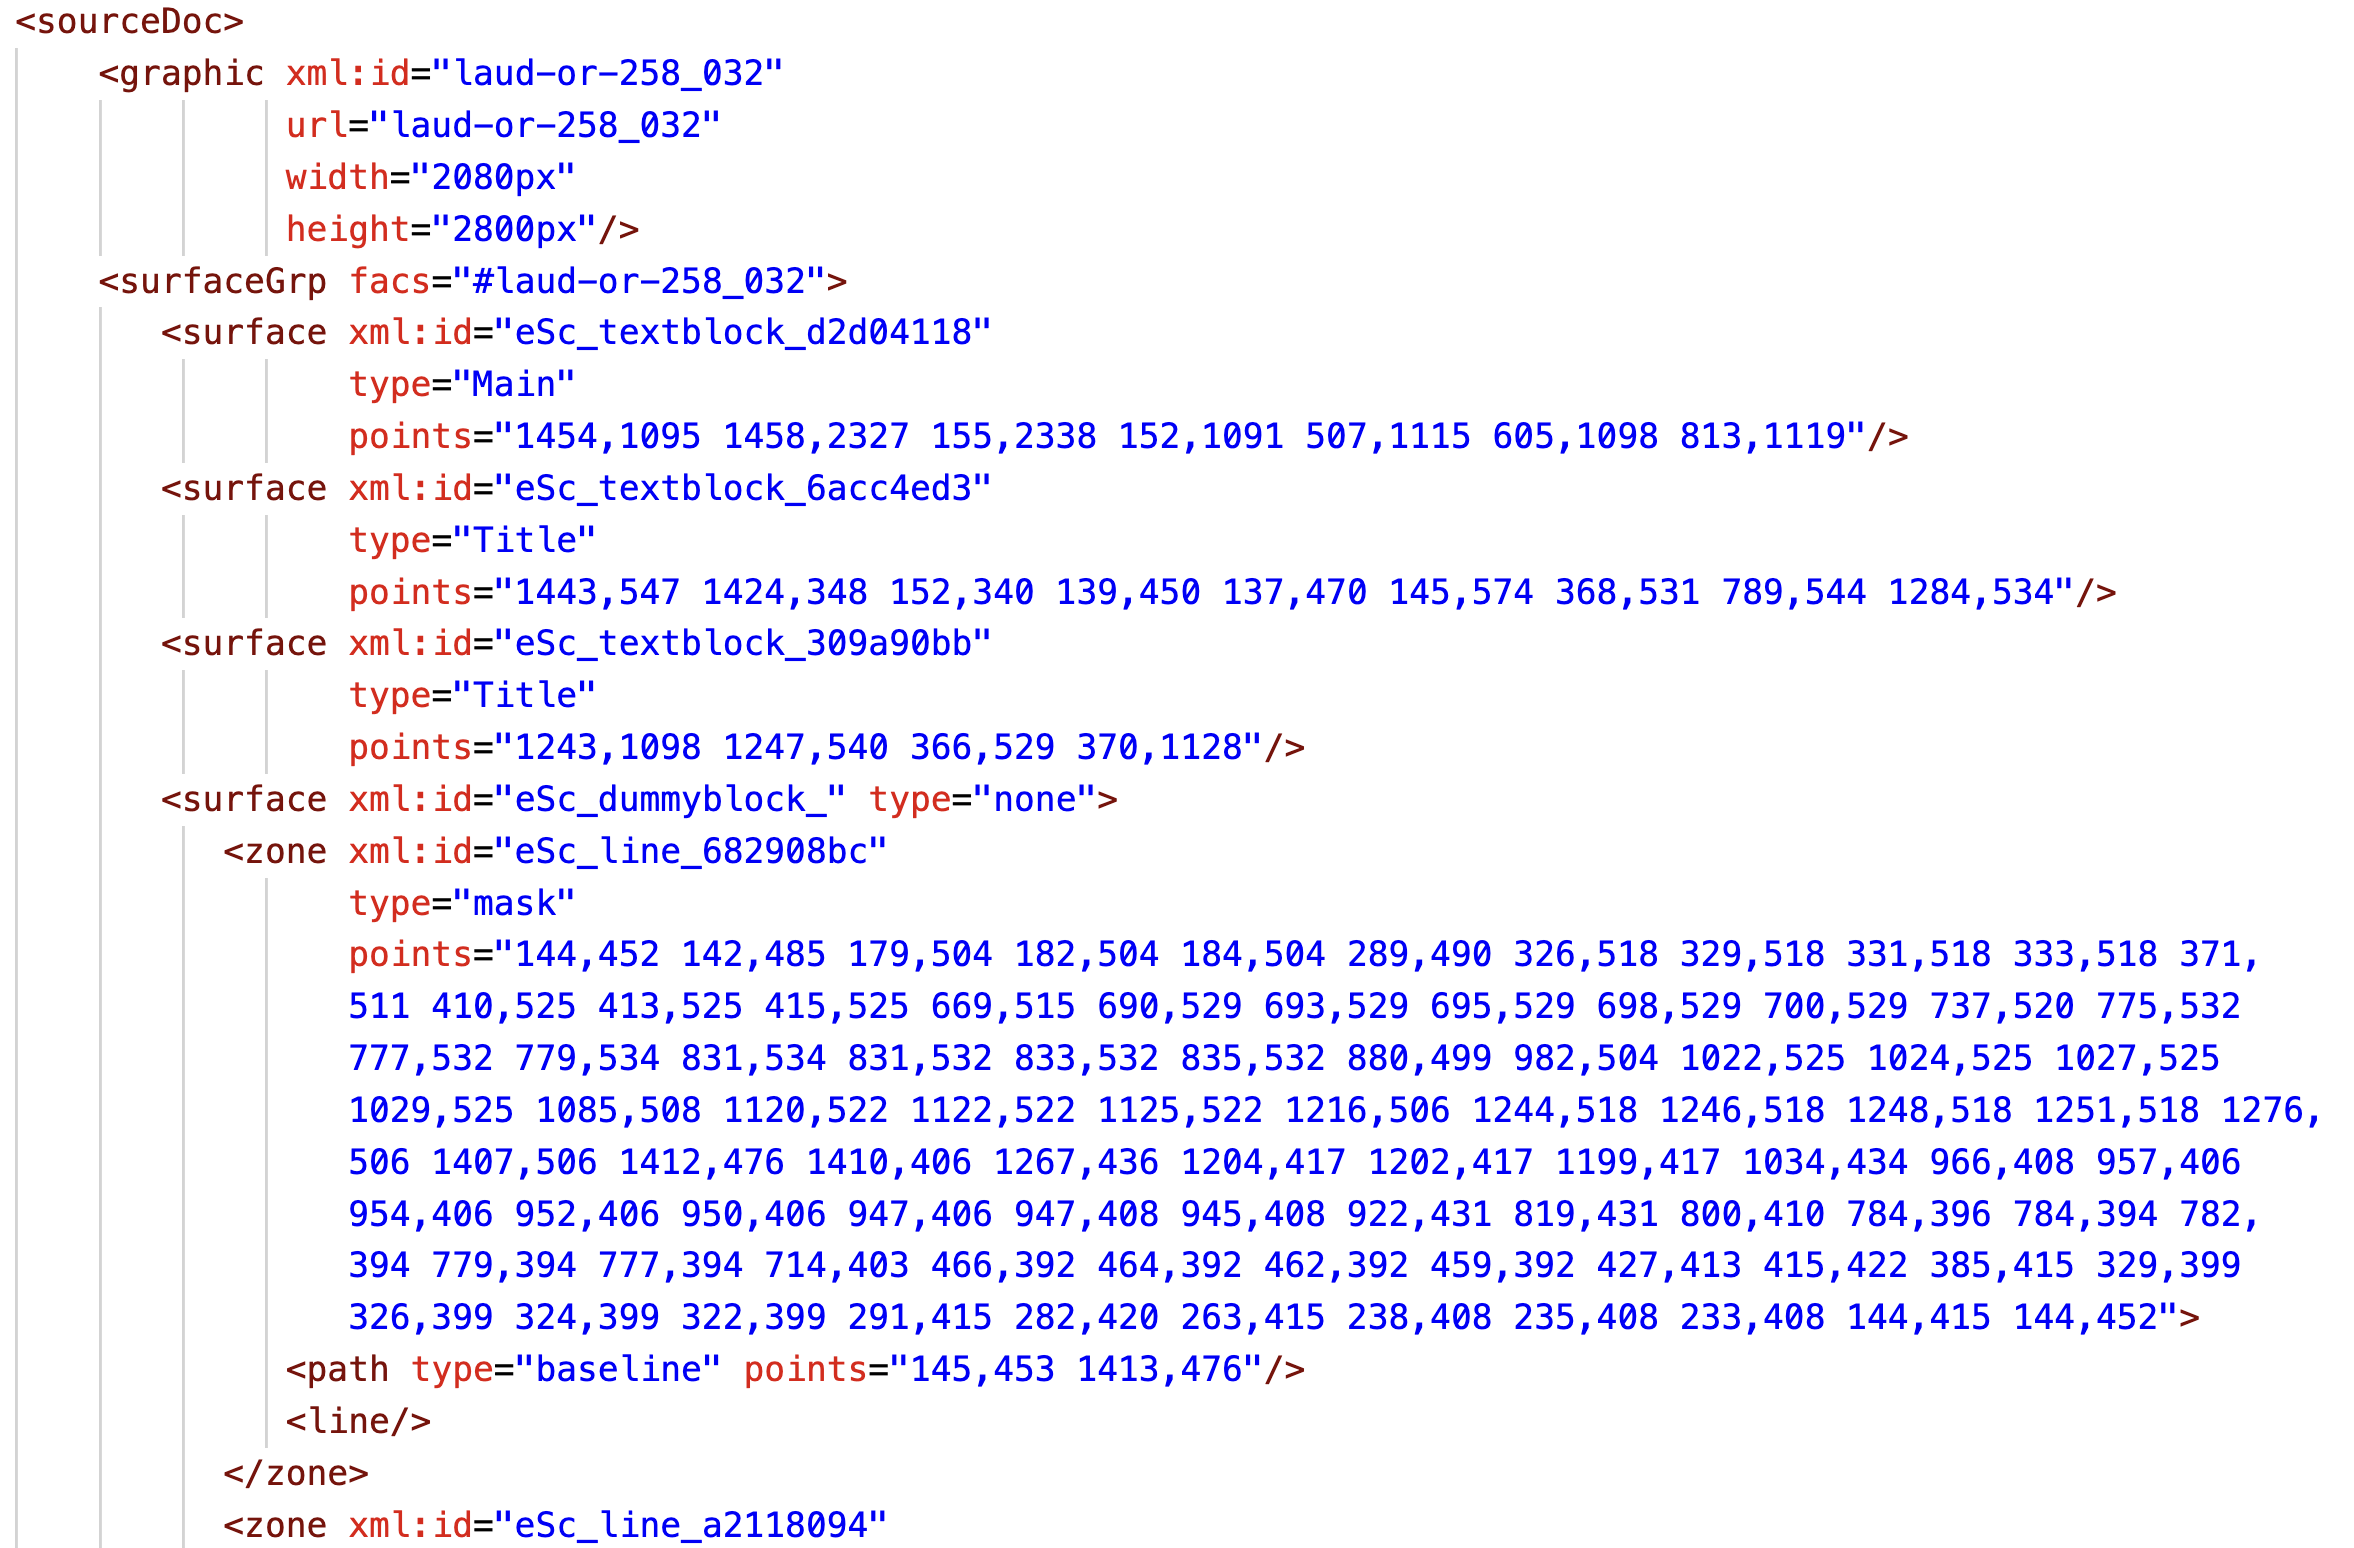 <sourceDoc>
<graphic xml:id="laud-or-258_032"
url="laud-or-258_032"
width="2080px"
height="2800px"/>
<surfaceGrp facs="#laud-or-258_032">
<surface xml:id="eSc_textblock_d2d04118"
type="Main"
points="1454,1095 1458,2327 155,2338 152,1091 507,1115 605,1098 813,1119"/>
<surface xml:id="eSc_textblock_6acc4ed3"
type="Title"
points="1443,547 1424,348 152,340 139,450 137,470 145,574 368,531 789,544 1284,534"/>
<surface xml:id="eSc_textblock_309a90bb"
type="Title"
points="1243,1098 1247,540 366,529 370,1128"/>
<surface xml:id="eSc_dummyblock_" type="none">
<zone xml:id="eSc_line_682908bc"
type="mask"
points="144,452 142,485 179,504 182,504 184,504 289,490 326,518 329,518 331,518 333,518 371,
511 410,525 413,525 415,525 669,515 690,529 693,529 695,529 698,529 700,529 737,520 775,532
777,532 779,534 831,534 831,532 833,532 835,532 880,499 982,504 1022,525 1024,525 1027,525
1029,525 1085,508 1120,522 1122,522 1125,522 1216,506 1244,518 1246,518 1248,518 1251,518 1276,
506 1407,506 1412,476 1410,406 1267,436 1204,417 1202,417 1199,417 1034,434 966,408 957,406
954,406 952,406 950,406 947,406 947,408 945,408 922,431 819,431 800,410 784,396 784,394 782,
394 779,394 777,394 714,403 466,392 464,392 462,392 459,392 427,413 415,422 385,415 329,399
326,399 324,399 322,399 291,415 282,420 263,415 238,408 235,408 233,408 144,415 144,452">
<path type="baseline" points="145,453 1413,476"/>
<line/>
</zone>
<zone xml:id="eSc_line_a2118094"